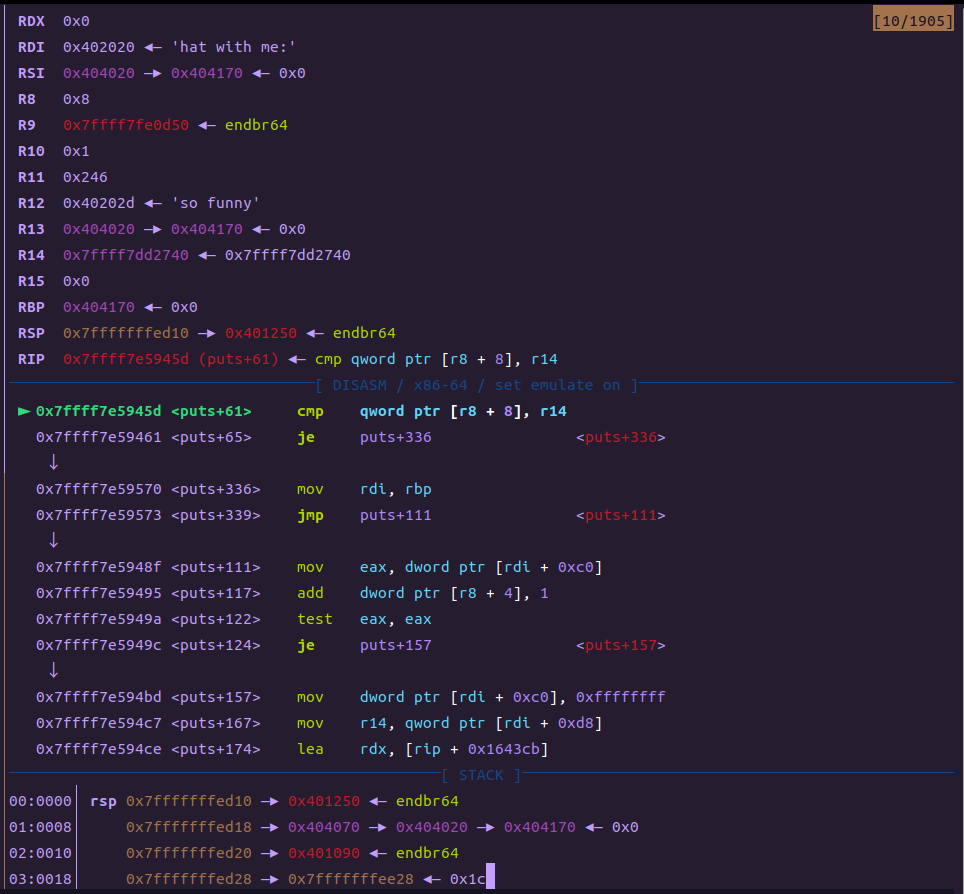 RDX 0x0 [10/1905]
RDI 0x402020 ◂— 'hat with me:'
RSI 0x404020 —▸ 0x404170 ◂— 0x0
R8 0x8
R9 0x7ffff7fe0d50 ◂— endbr64
R10 0x1
R11 0x246
R12 0x40202d ◂— 'so funny'
R13 0x404020 —▸ 0x404170 ◂— 0x0
R14 0x7ffff7dd2740 ◂— 0x7ffff7dd2740
R15 0x0
RBP 0x404170 ◂— 0x0
RSP 0x7fffffffed10 —▸ 0x401250 ◂— endbr64
RIP 0x7ffff7e5945d (puts+61) ◂— cmp qword ptr [r8 + 8], r14
[ DISASM / x86-64 / set emulate on ]
► 0x7ffff7e5945d <puts+61> cmp qword ptr [r8 + 8], r14
0x7ffff7e59461 <puts+65> je puts+336 <puts+336>
↓
0x7ffff7e59570 <puts+336> mov rdi, rbp
0x7ffff7e59573 <puts+339> jmp puts+111 <puts+111>
↓
0x7ffff7e5948f <puts+111> mov eax, dword ptr [rdi + 0xc0]
0x7ffff7e59495 <puts+117> add dword ptr [r8 + 4], 1
0x7ffff7e5949a <puts+122> test eax, eax
0x7ffff7e5949c <puts+124> je puts+157 <puts+157>
↓
0x7ffff7e594bd <puts+157> mov dword ptr [rdi + 0xc0], 0xffffffff
0x7ffff7e594c7 <puts+167> mov r14, qword ptr [rdi + 0xd8]
0x7ffff7e594ce <puts+174> lea rdx, [rip + 0x1643cb]
[ STACK ]
00:0000│ rsp 0x7fffffffed10 —▸ 0x401250 ◂— endbr64
01:0008│ 0x7fffffffed18 —▸ 0x404070 —▸ 0x404020 —▸ 0x404170 ◂— 0x0
02:0010│ 0x7fffffffed20 —▸ 0x401090 ◂— endbr64
03:0018│ 0x7fffffffed28 —▸ 0x7fffffffee28 ◂— 0x1c